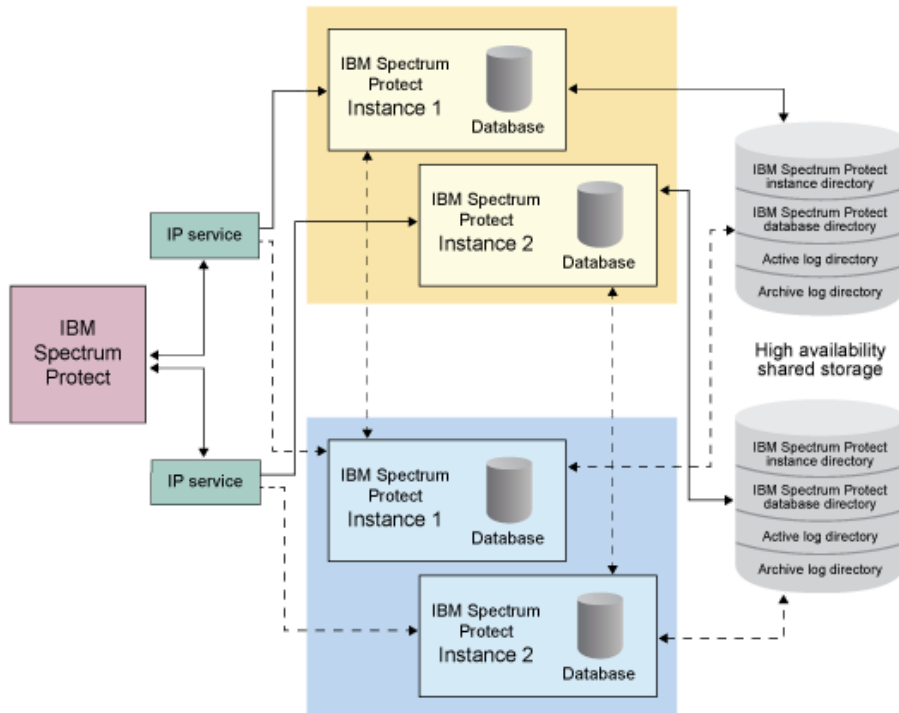 IBM Spectrum
Protect
Instance 1
Database
IBM Spectrum
Protect
Instance 2
Database
IP service
IBM
Spectrum
Protect
IP service
IBM Spectrum Protect
instance directory
IBM Spectrum Protect
database directory
Active log directory
Archive log directory
High availability
shared storage
IBM Spectrum Protect
instance directory
IBM Spectrum Protect
database directory
Active log directory
Archive log directory
IBM Spectrum
Protect
Instance 1
Database
IBM Spectrum
Protect
Instance 2
Database